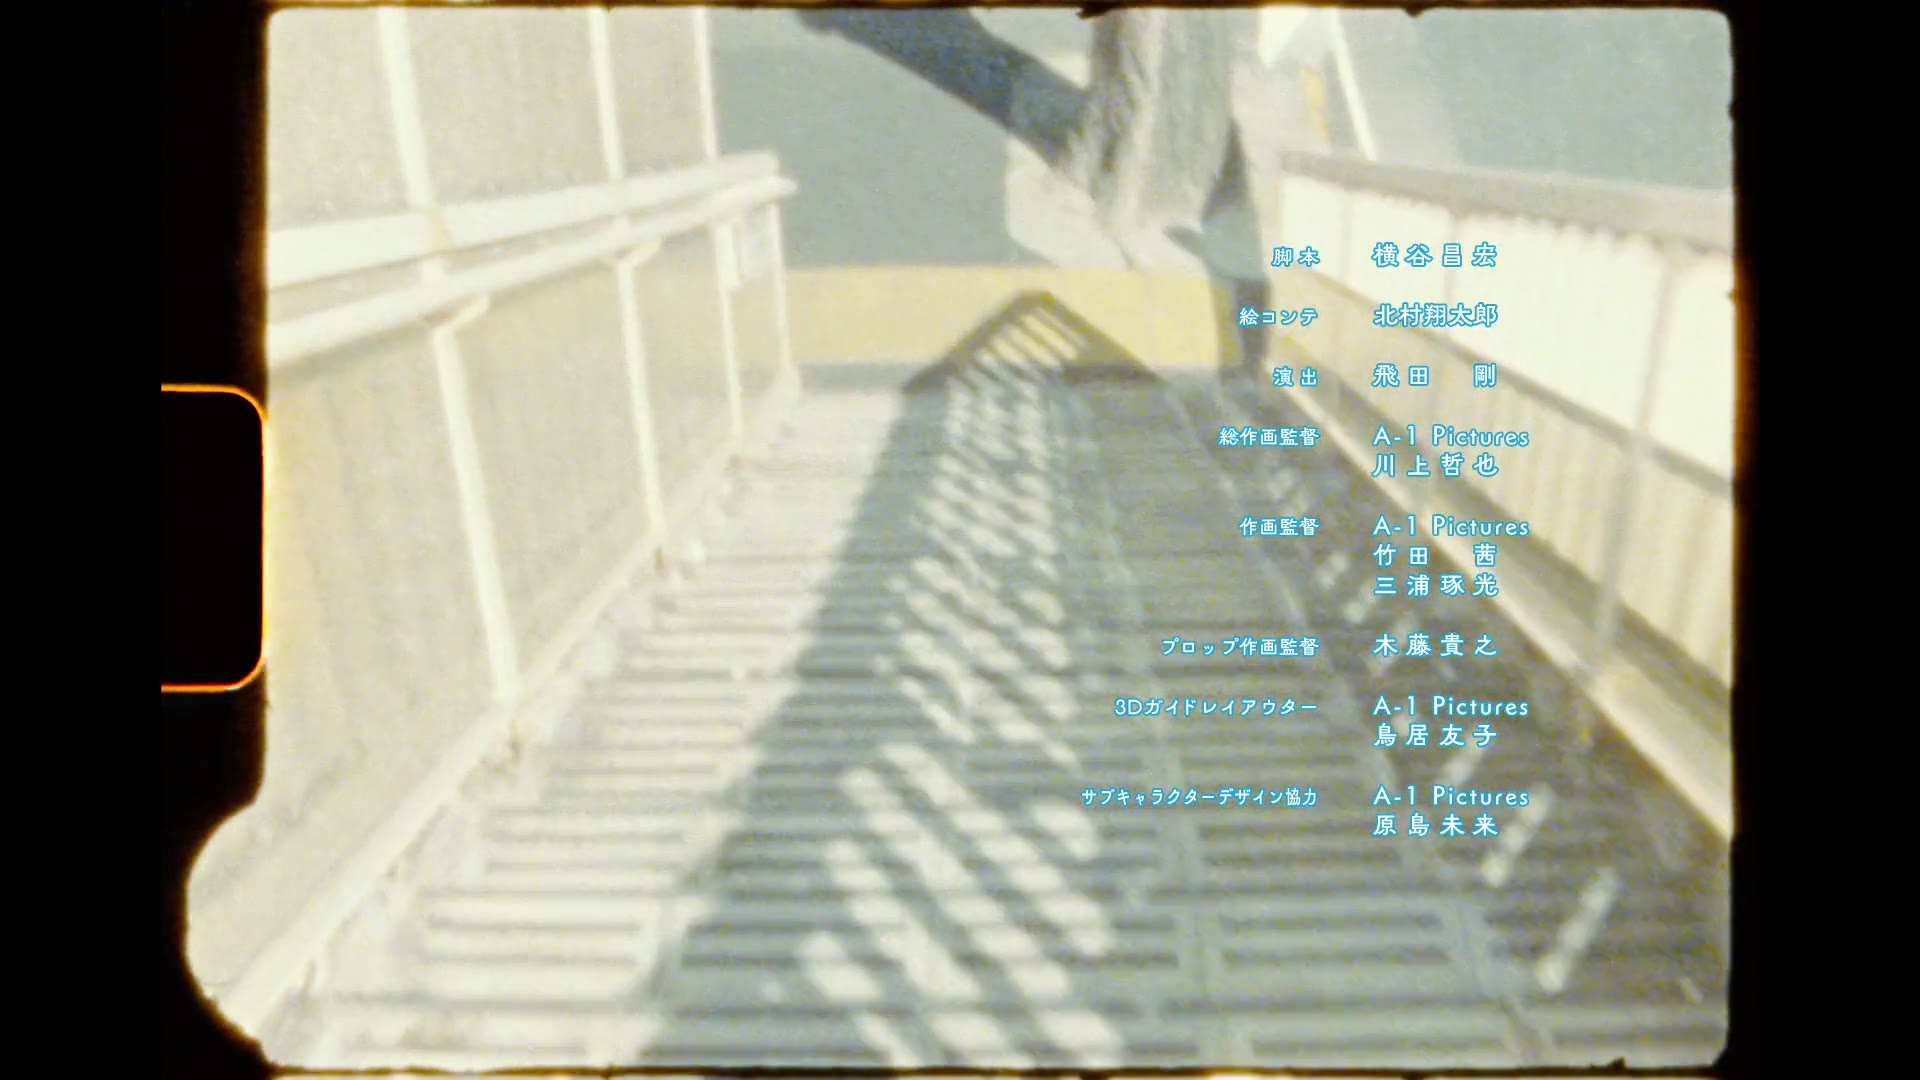 脚本 横谷昌宏
絵コンテ 北村翔太郎
演出 飛田 剛
総作画監督 A-1 Pictures
川上哲也
作画監督 A-1 Pictures
竹田 茜
三浦琢光
プロップ作画監督 木藤貴之
3Dガイドレイアウター A-1 Pictures
鳥居友子
サブキャラクターデザイン協力 A-1 Pictures
原島未来